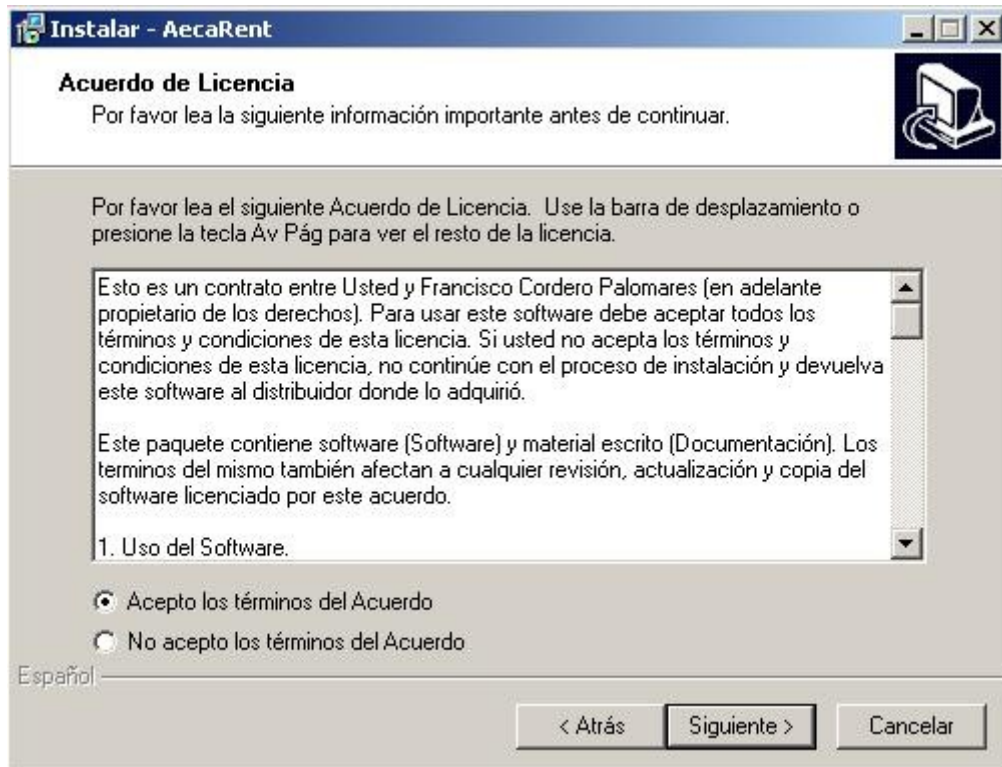 Instalar - AecaRent
Acuerdo de Licencia
Por favor lea la siguiente información importante antes de continuar.
Por favor lea el siguiente Acuerdo de Licencia.  Use la barra de desplazamiento o
presione la tecla Av Pág para ver el resto de la licencia.
Esto es un contrato entre Usted y Francisco Cordero Palomares (en adelante
propietario de los derechos). Para usar este software debe aceptar todos los
términos y condiciones de esta licencia. Si usted no acepta los términos y
condiciones de esta licencia, no continúe con el proceso de instalación y devuelva
este software al distribuidor donde lo adquirió.
Este paquete contiene software (Software) y material escrito (Documentación). Los
terminos del mismo también afectan a cualquier revisión, actualización y copia del
software licenciado por este acuerdo.
1. Uso del Software.
Acepto los términos del Acuerdo
No acepto los términos del Acuerdo
Español
< Atrás
Siguiente >
Cancelar